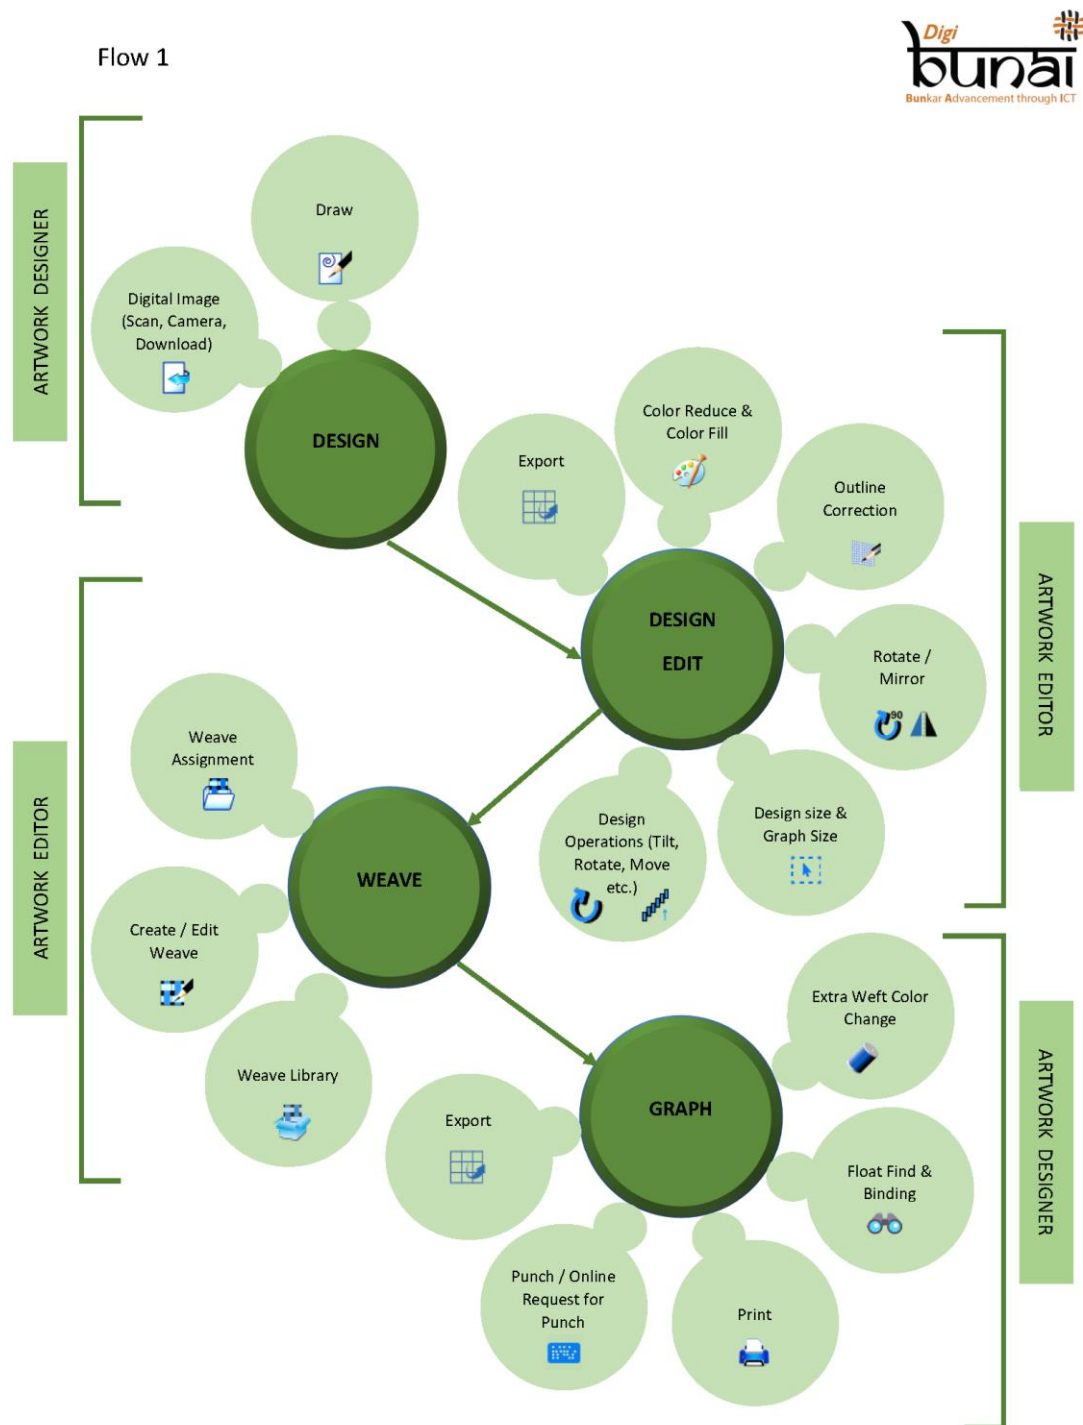 Flow 1
Digi
bunai
Bunkar Advancement through ICT
ARTWORK DESIGNER
Draw
Digital Image
(Scan, Camera,
Download)
DESIGN
ARTWORK EDITOR
Export
Color Reduce &
Color Fill
Outline
Correction
DESIGN
EDIT
Rotate /
Mirror
90
Design size &
Graph Size
Design
Operations (Tilt,
Rotate, Move
etc.)
ARTWORK EDITOR
Weave
Assignment
WEAVE
Create / Edit
Weave
Weave Library
ARTWORK DESIGNER
Extra Weft Color
Change
GRAPH
Export
Float Find &
Binding
Punch / Online
Request for
Punch
Print